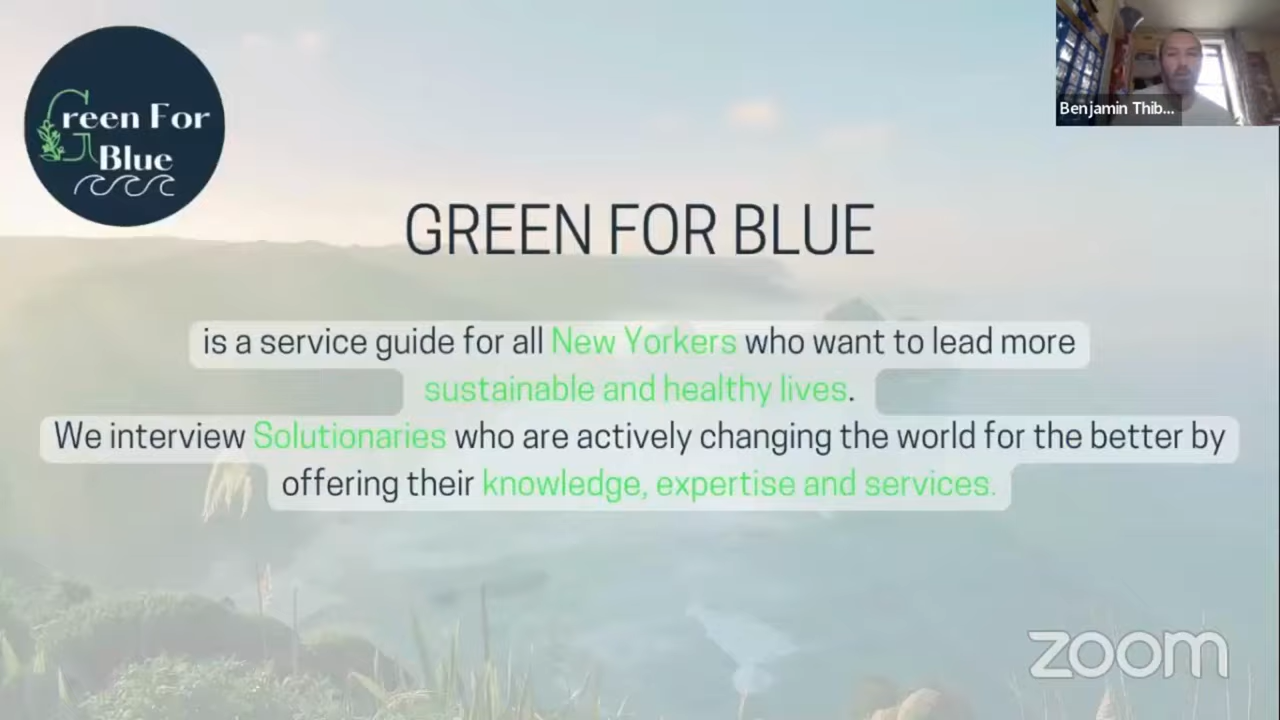 Green For
Blue
Benjamin Thib...
GREEN FOR BLUE
is a service guide for all New Yorkers who want to lead more
sustainable and healthy lives.
We interview Solutionaries who are actively changing the world for the better by
offering their knowledge, expertise and services.
zoom